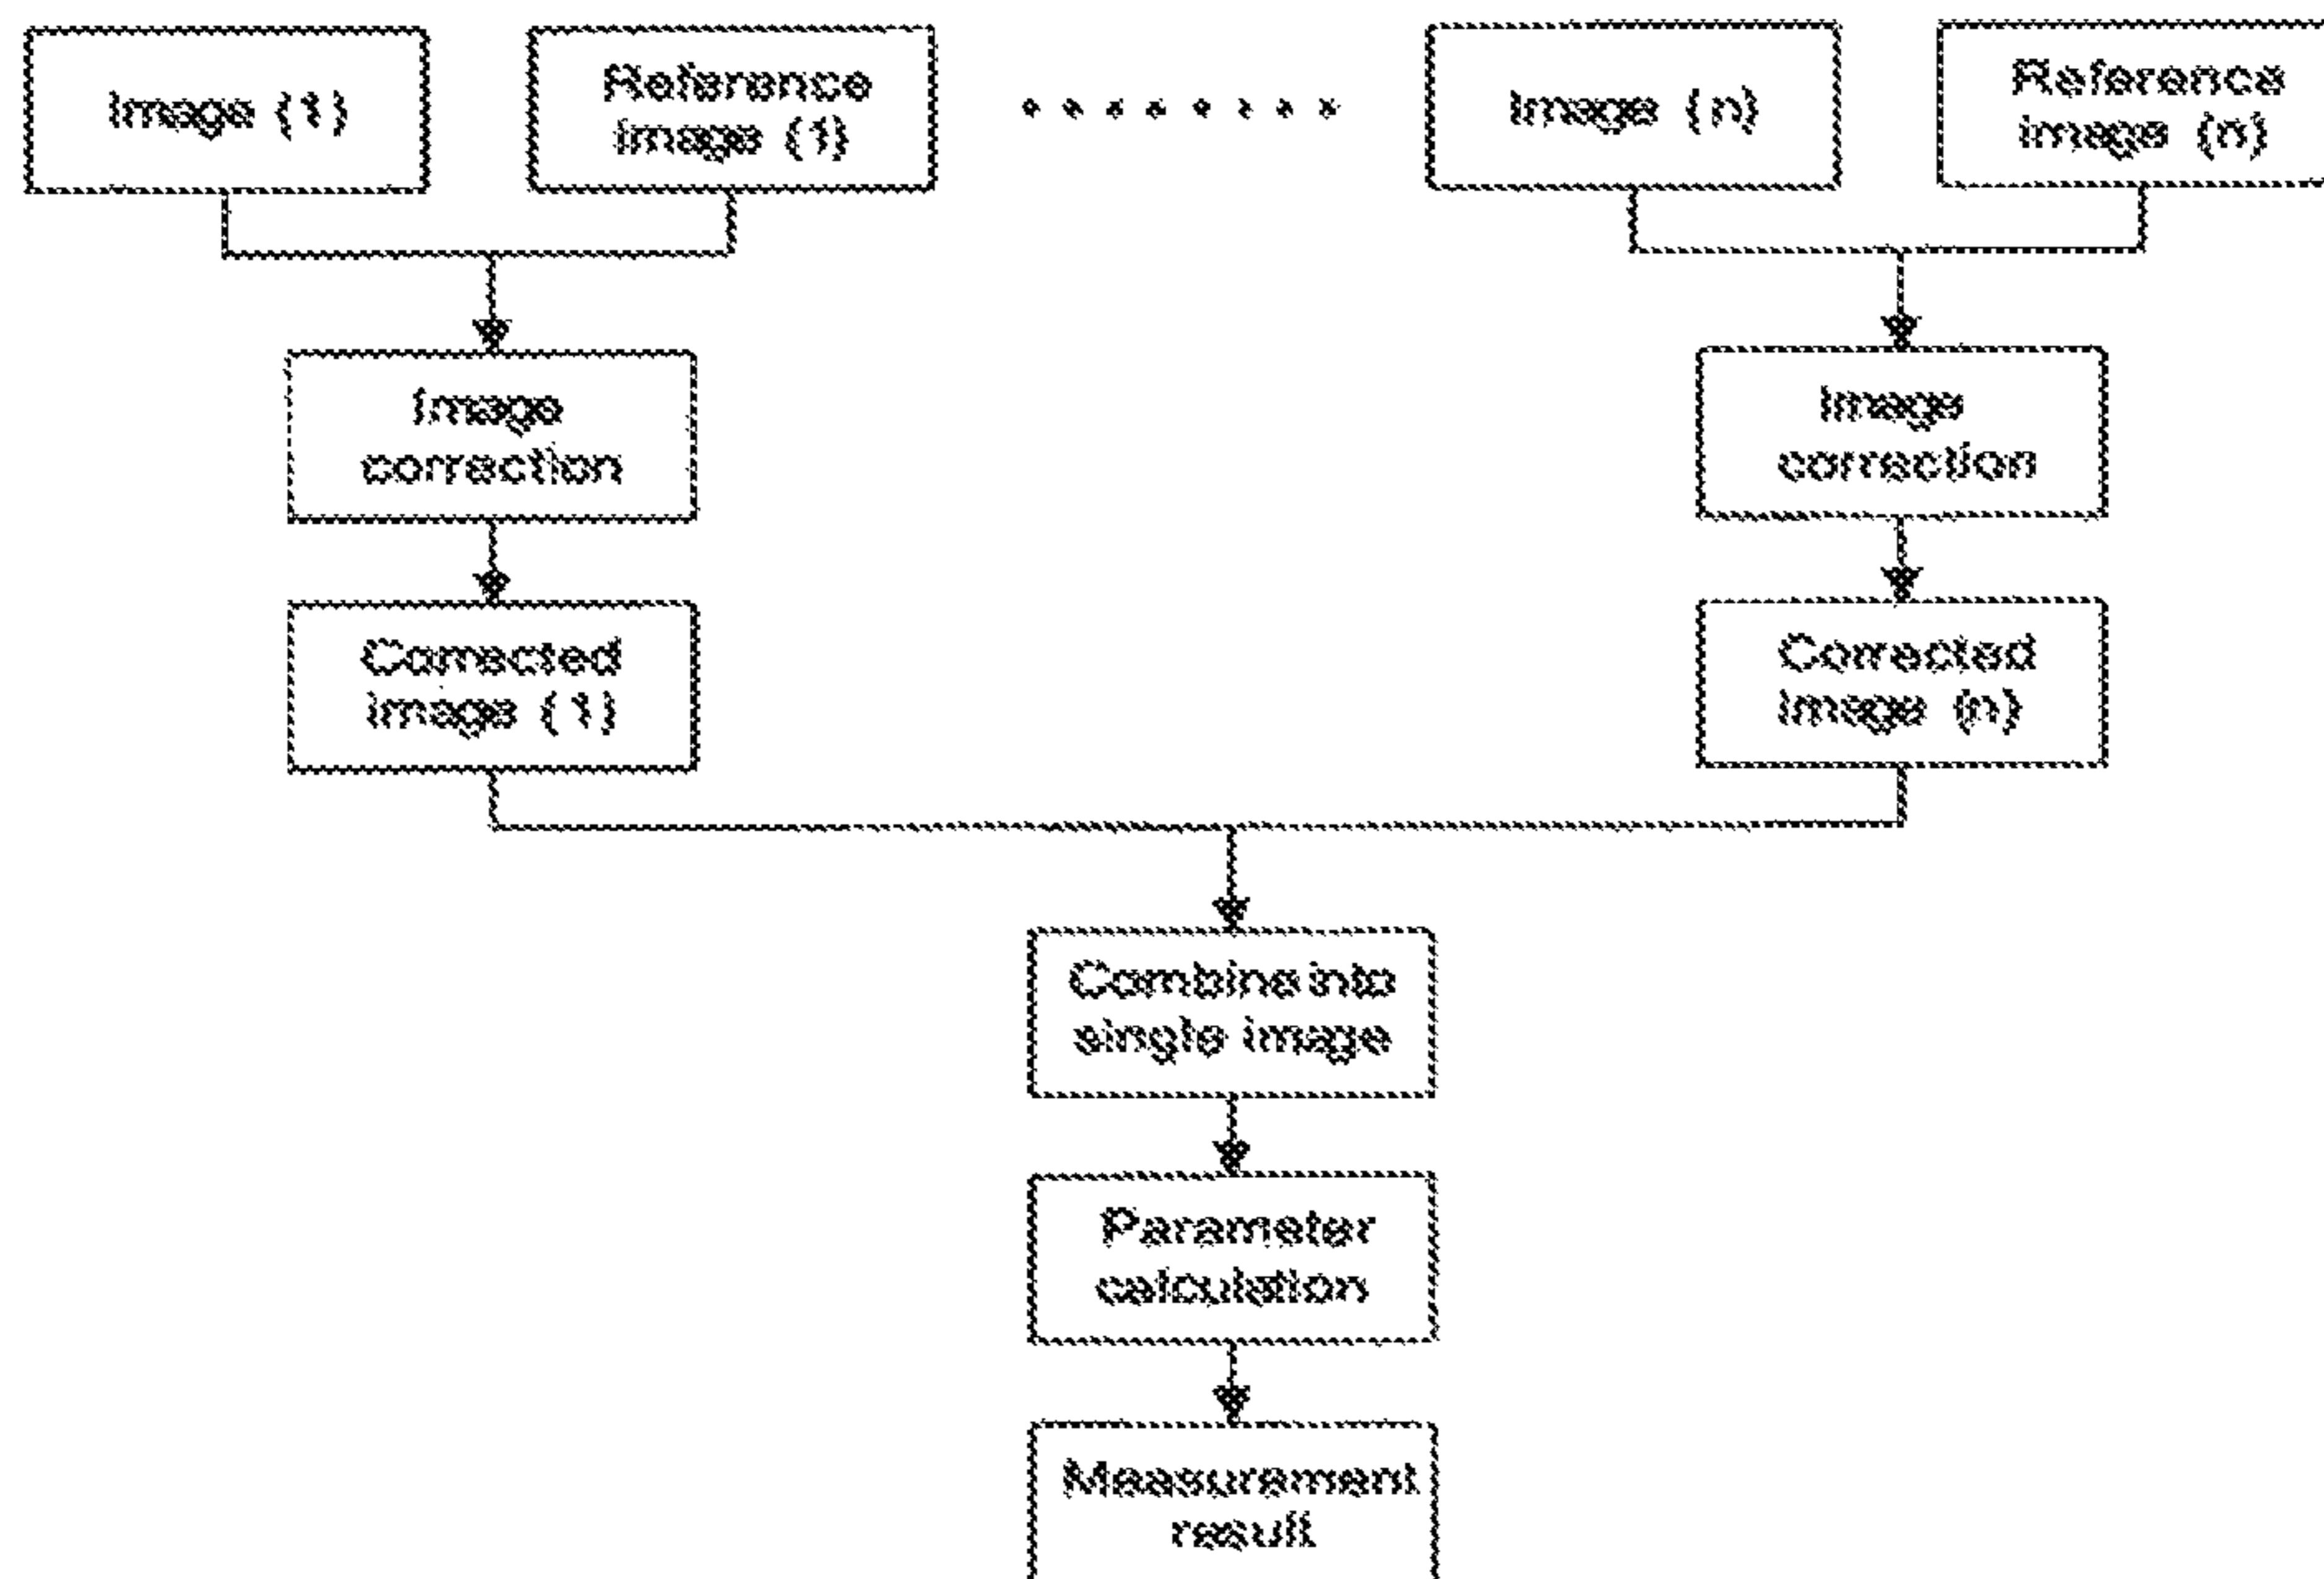 Image (1)
Reference
image (1)
Image (n)
Reference
image (n)
Image
correction
Image
correction
Corrected
image (1)
Corrected
image (n)
Combine into
single image
Parameter
calculation
Measurement
result